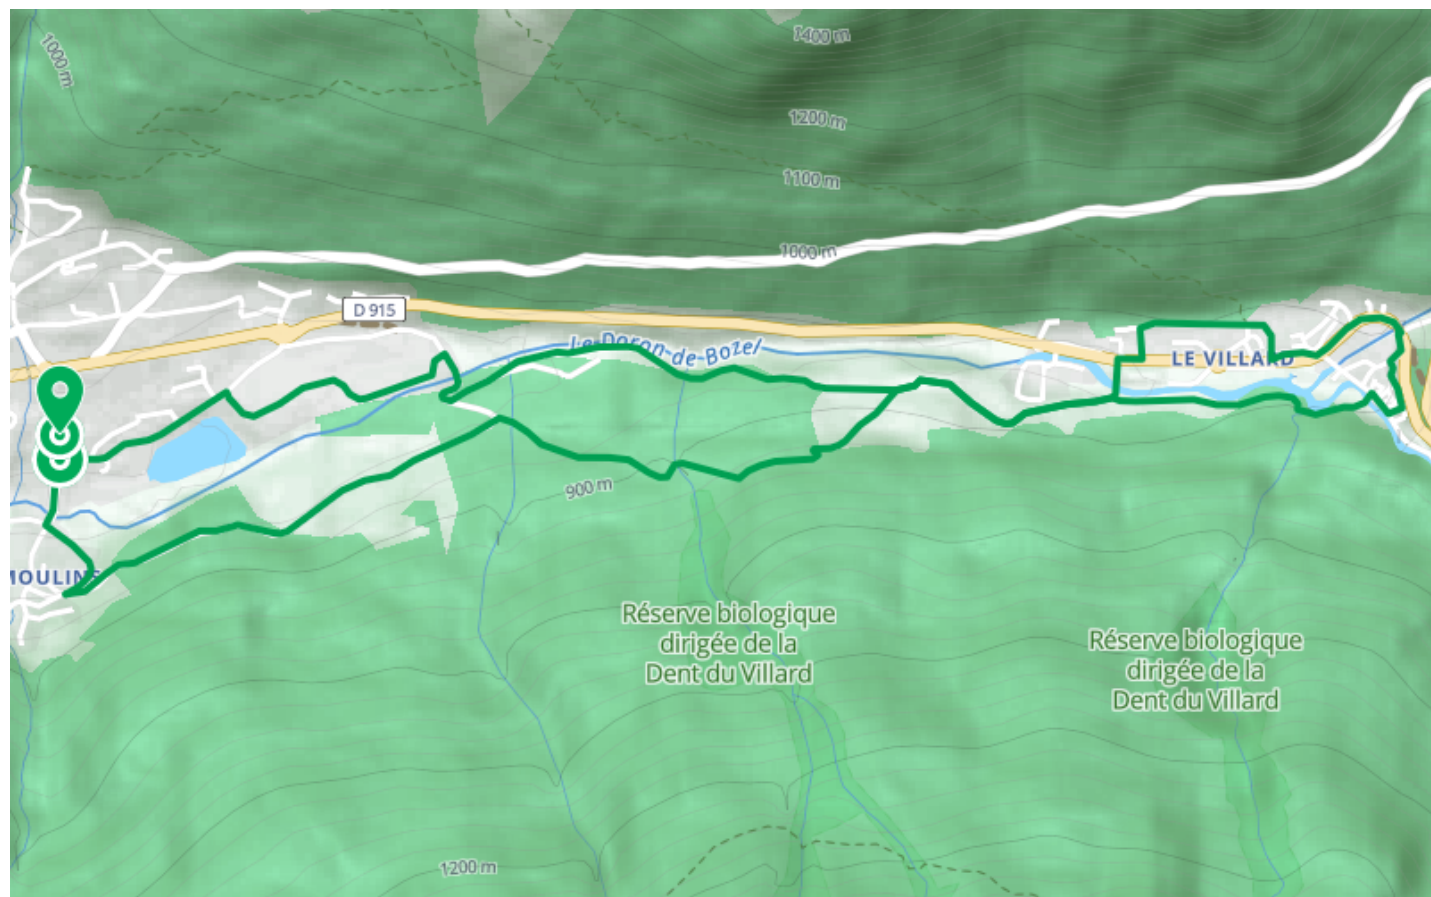 1000 m
1400 m
1200 m
1100 m
1000 m
D 915
Le Doron de Bozel
LE VILLARD
900 m
MOULINS
Réserve biologique
dirigée de la
Dent du Villard
Réserve biologique
dirigée de la
Dent du Villard
1200 m